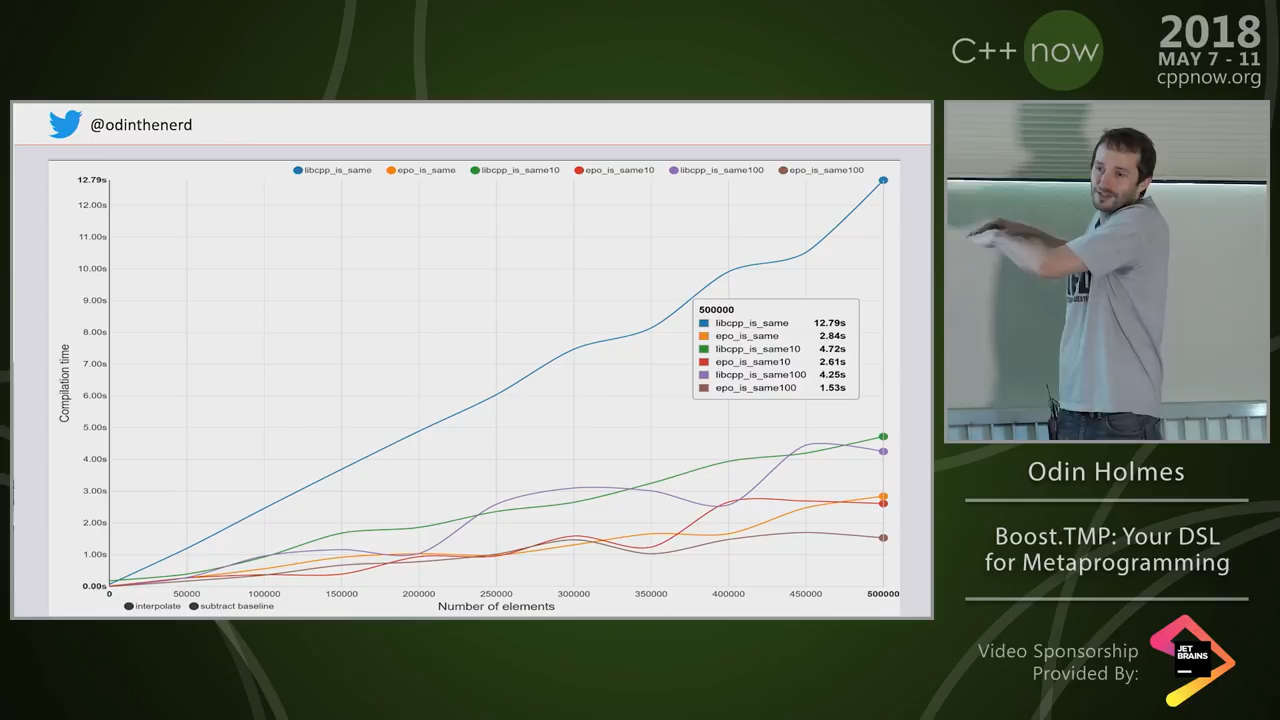 C++ now
2018
MAY 7 - 11
cppnow.org
@odinthenerd
libcpp_is_same epo_is_same libcpp_is_same10 epo_is_same10 libcpp_is_same100 epo_is_same100
12.79s
12.00s
11.00s
10.00s
9.00s
8.00s
7.00s
6.00s
5.00s
4.00s
3.00s
2.00s
1.00s
0.00s
Compilation time
500000
libcpp_is_same 12.79s
epo_is_same 2.84s
libcpp_is_same10 4.72s
epo_is_same10 2.61s
libcpp_is_same100 4.25s
epo_is_same100 1.53s
0 50000 100000 150000 200000 250000 300000 350000 400000 450000 500000
interpolate subtract baseline
Number of elements
Odin Holmes
Boost.TMP: Your DSL
for Metaprogramming
Video Sponsorship
Provided By:
JET
BRAINS